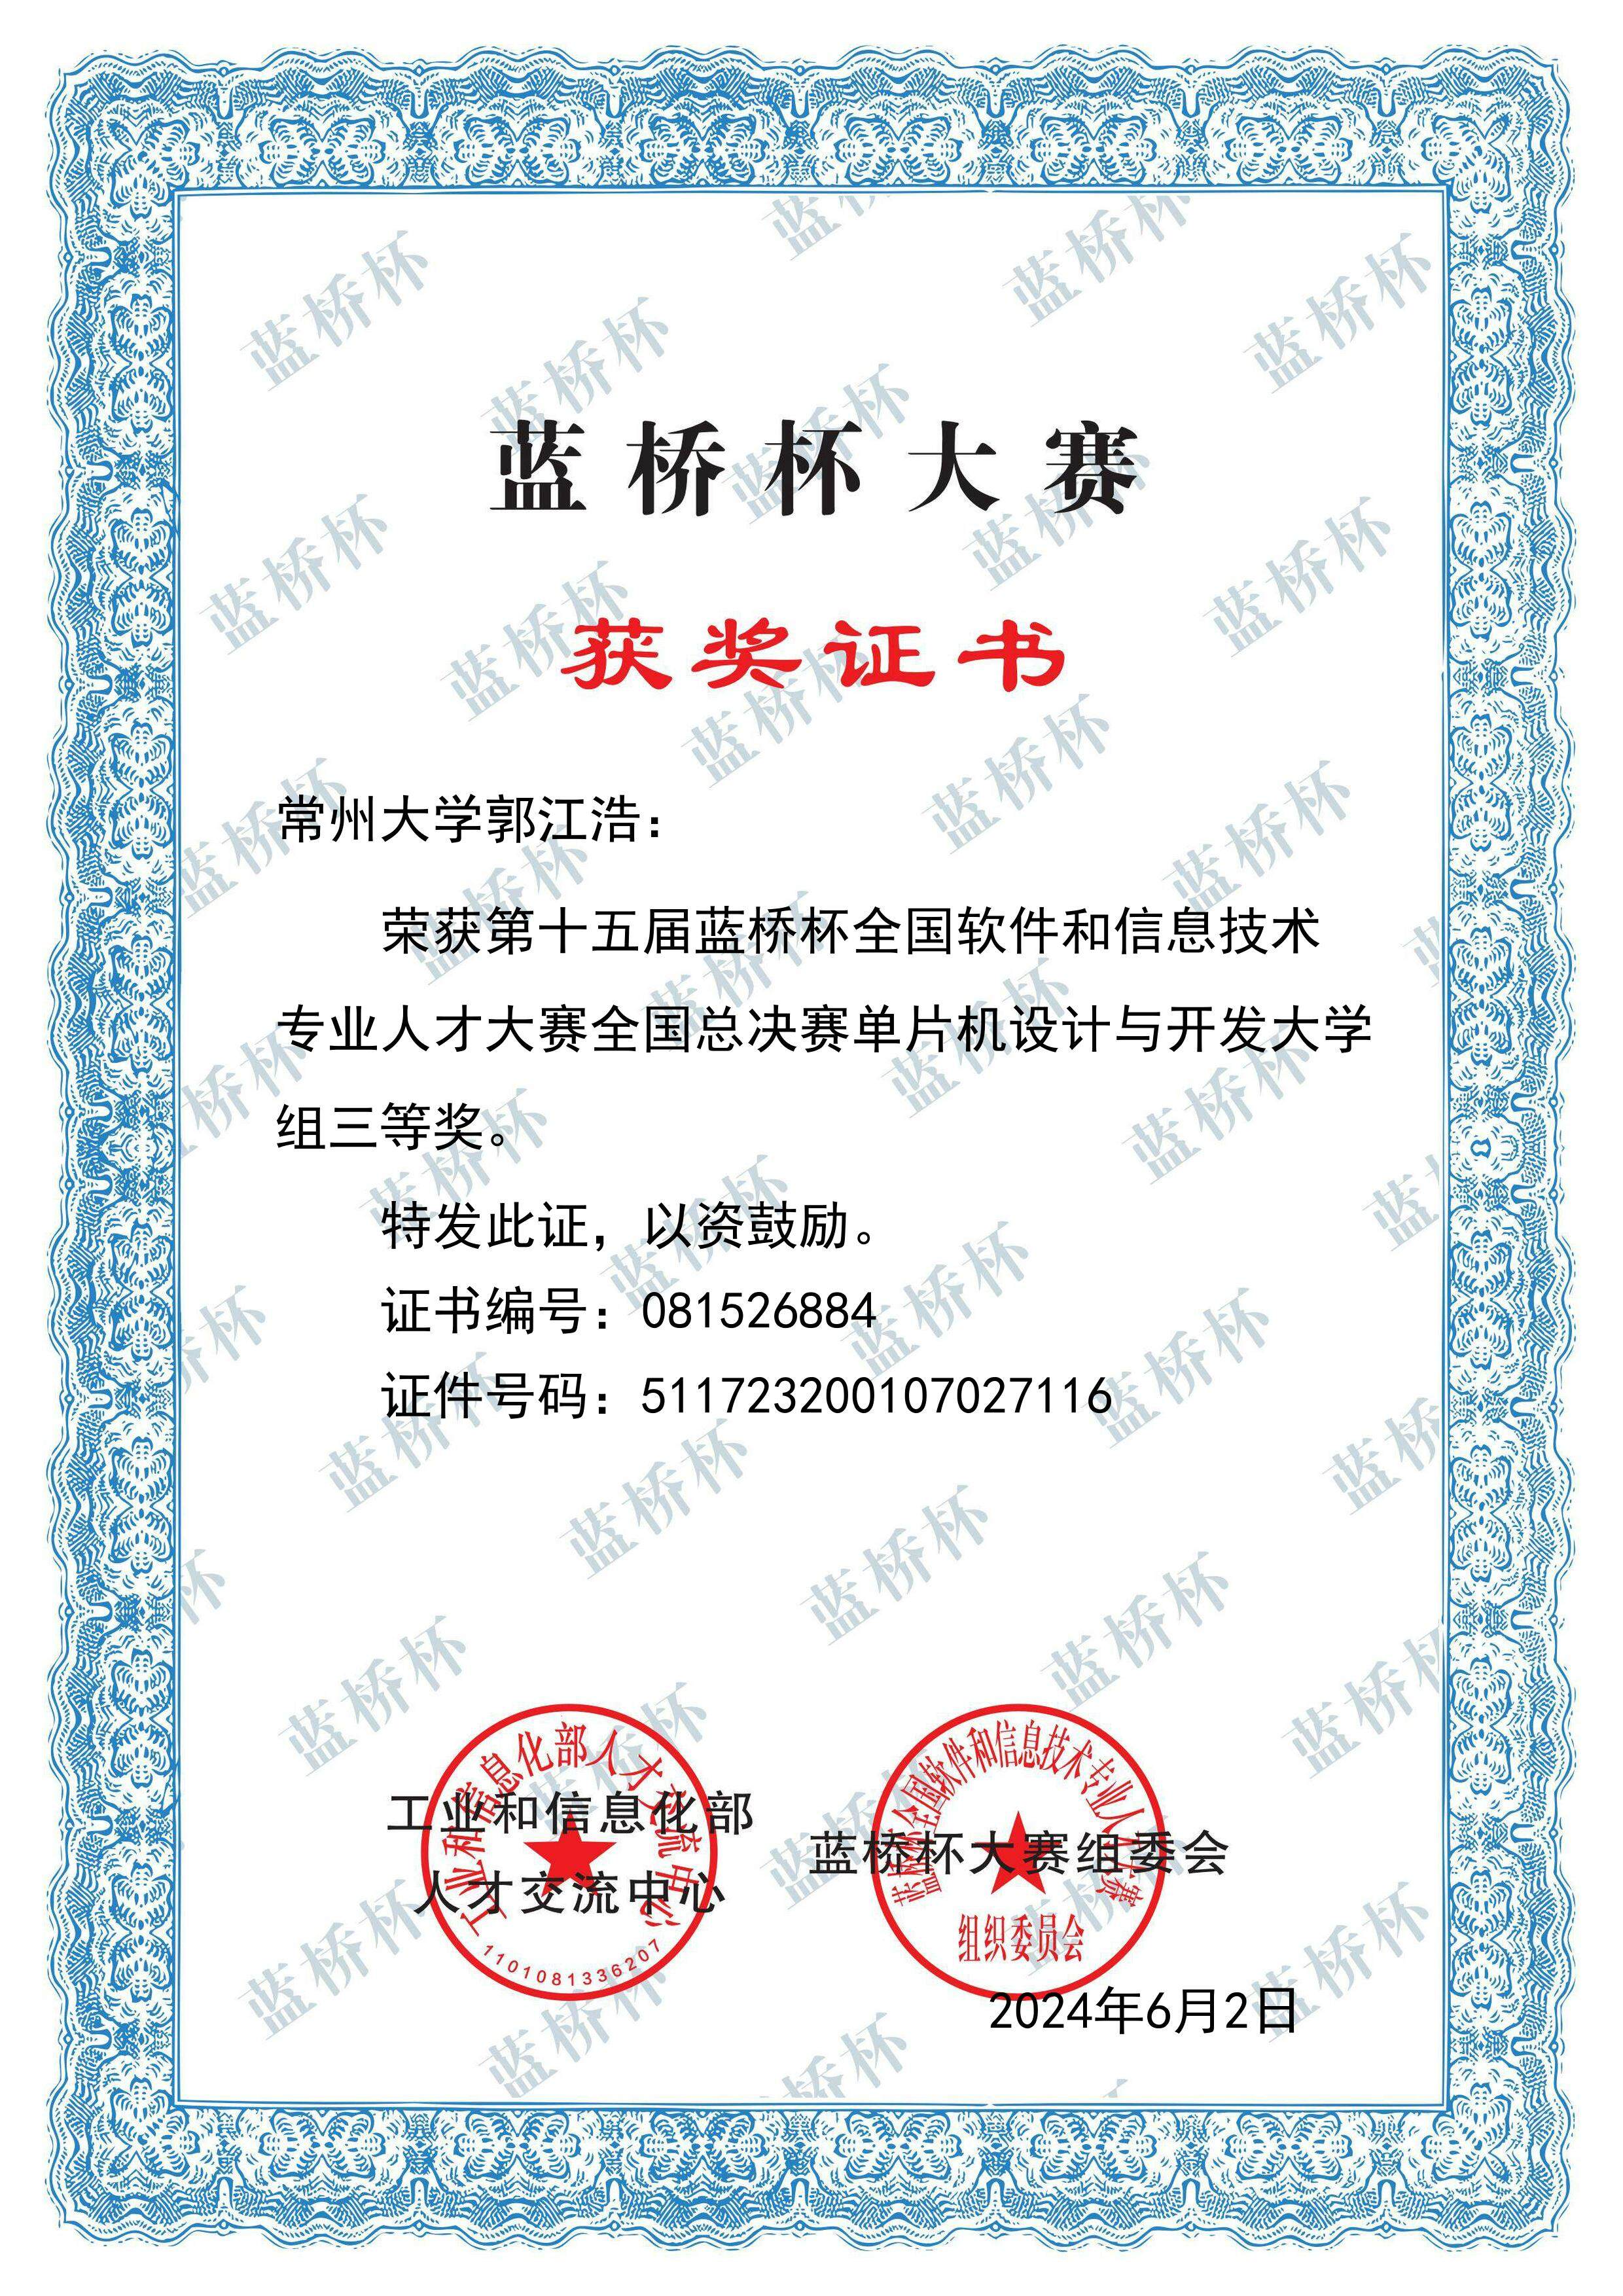 蓝桥杯大赛
获奖证书
常州大学郭江浩：
荣获第十五届蓝桥杯全国软件和信息技术
专业人才大赛全国总决赛单片机设计与开发大学
组三等奖。
特发此证，以资鼓励。
证书编号：081526884
证件号码：511723200107027116
工业和信息化部人才交流中心
工业和信息化部
人才交流中心
1101081336207
蓝桥杯全国软件和信息技术专业人才大赛
蓝桥杯大赛组委会
组织委员会
2024年6月2日
蓝桥杯